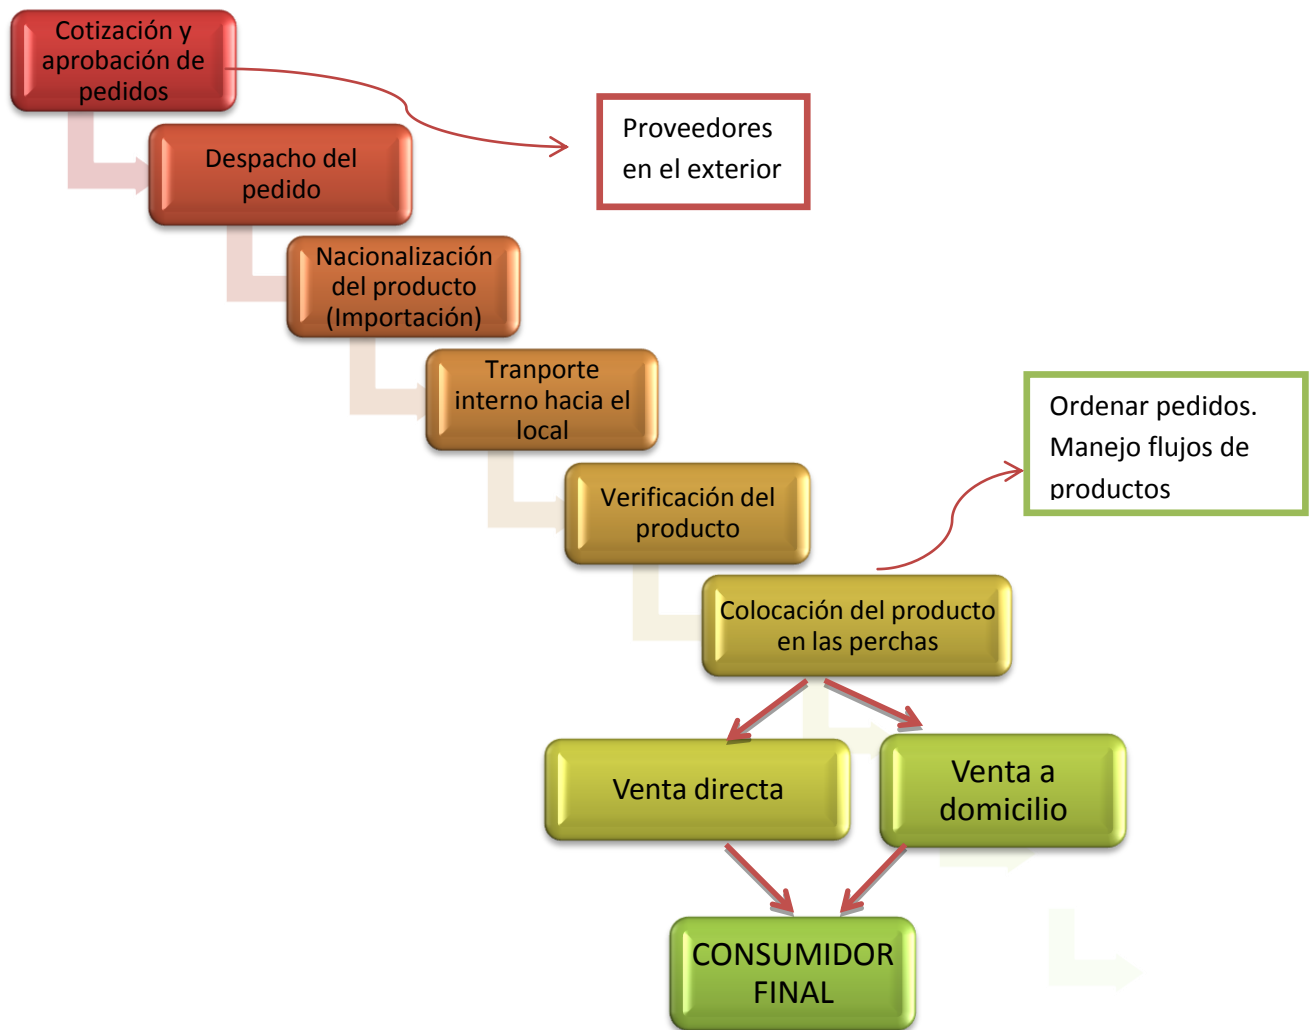 Cotización y
aprobación de
pedidos
Proveedores
en el exterior
Despacho del
pedido
Nacionalización
del producto
(Importación)
Tranporte
interno hacia el
local
Ordenar pedidos.
Manejo flujos de
productos
Verificación del
producto
Colocación del producto
en las perchas
Venta directa
Venta a
domicilio
CONSUMIDOR
FINAL